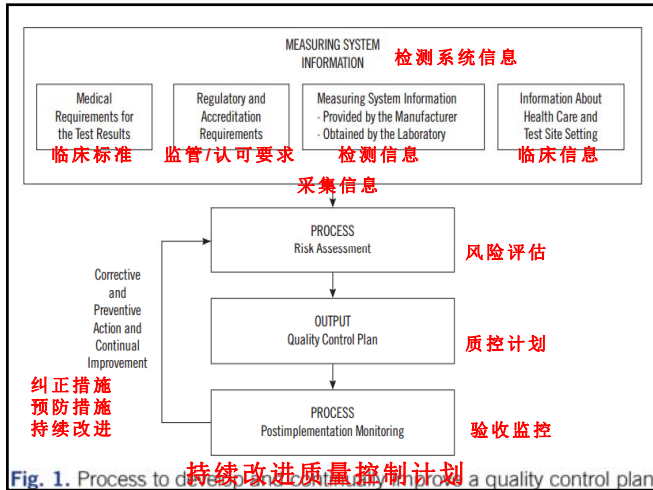 MEASURING SYSTEM
INFORMATION
检测系统信息
Medical
Requirements for
the Test Results
临床标准
Regulatory and
Accreditation
Requirements
监管/认可要求
Measuring System Information
· Provided by the Manufacturer
· Obtained by the Laboratory
检测信息
Information About
Health Care and
Test Site Setting
临床信息
采集信息
PROCESS
Risk Assessment
风险评估
Corrective
and
Preventive
Action and
Continual
Improvement
OUTPUT
Quality Control Plan
质控计划
纠正措施
预防措施
持续改进
PROCESS
Postimplementation Monitoring
验收监控
持续改进质量控制计划
Fig. 1. Process to develop and continually improve a quality control plan